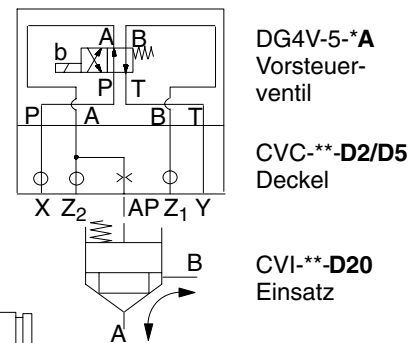 A B
b
P T
P A B T
X Z2 AP Z1 Y
B
A
DG4V-5-*A
Vorsteuer-
ventil
CVC-**-D2/D5
Deckel
CVI-**-D20
Einsatz